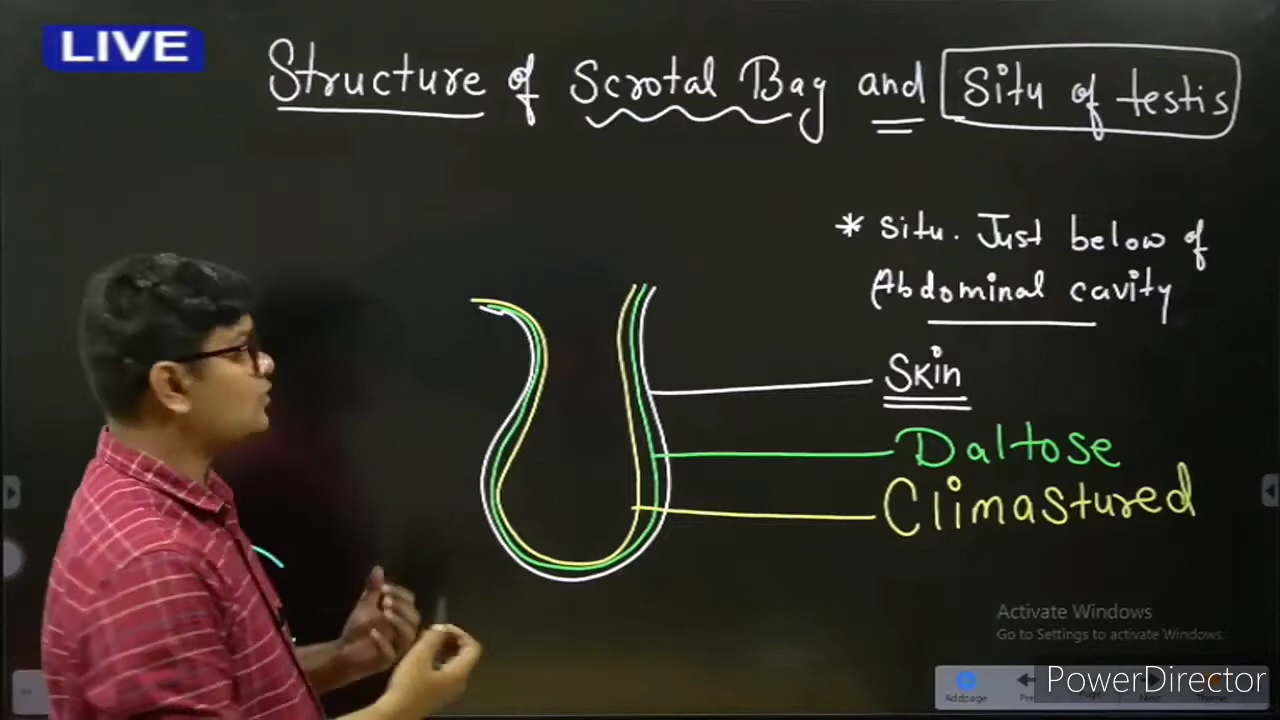 LIVE
Structure of Scrotal Bag and Situ of testis
* Situ. Just below of
Abdominal cavity
Skin
Daltose
Climastured
Activate Windows
Go to Settings to activate Windows.
Addpage
PowerDirector